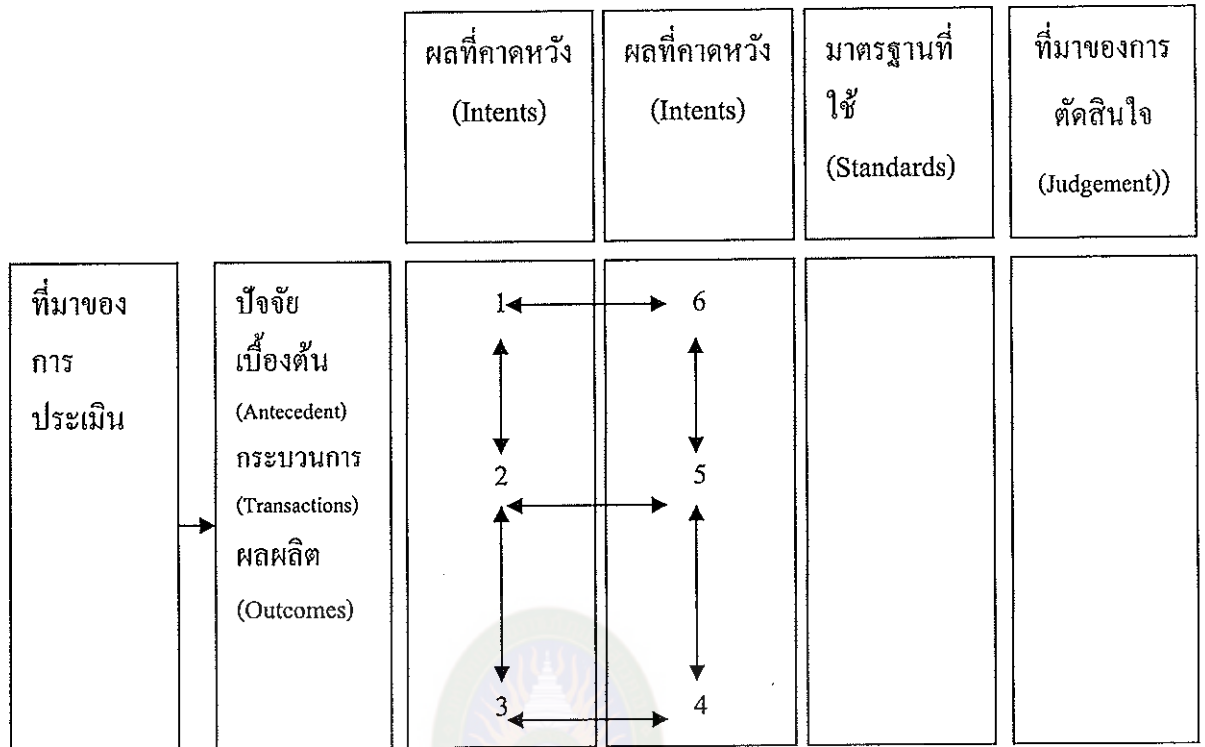 ผลที่คาดหวัง
(Intents)
ผลที่คาดหวัง
(Intents)
มาตรฐานที่
ใช้
(Standards)
ที่มาของการ
ตัดสินใจ
(Judgement))
ที่มาของ
การ
ประเมิน
ปัจจัย
เบื้องต้น
(Antecedent)
กระบวนการ
(Transactions)
ผลผลิต
(Outcomes)
1
6
2
5
3
4